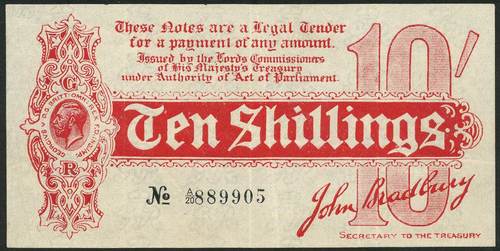 These Notes are a Legal Tender
for a payment of any amount.
Issued by the Lords Commissioners
of His Majesty's Treasury
under Authority of Act of Parliament.
10/
G
R
Ten Shillings
No A/20 889905
John Bradbury
10
SECRETARY TO THE TREASURY